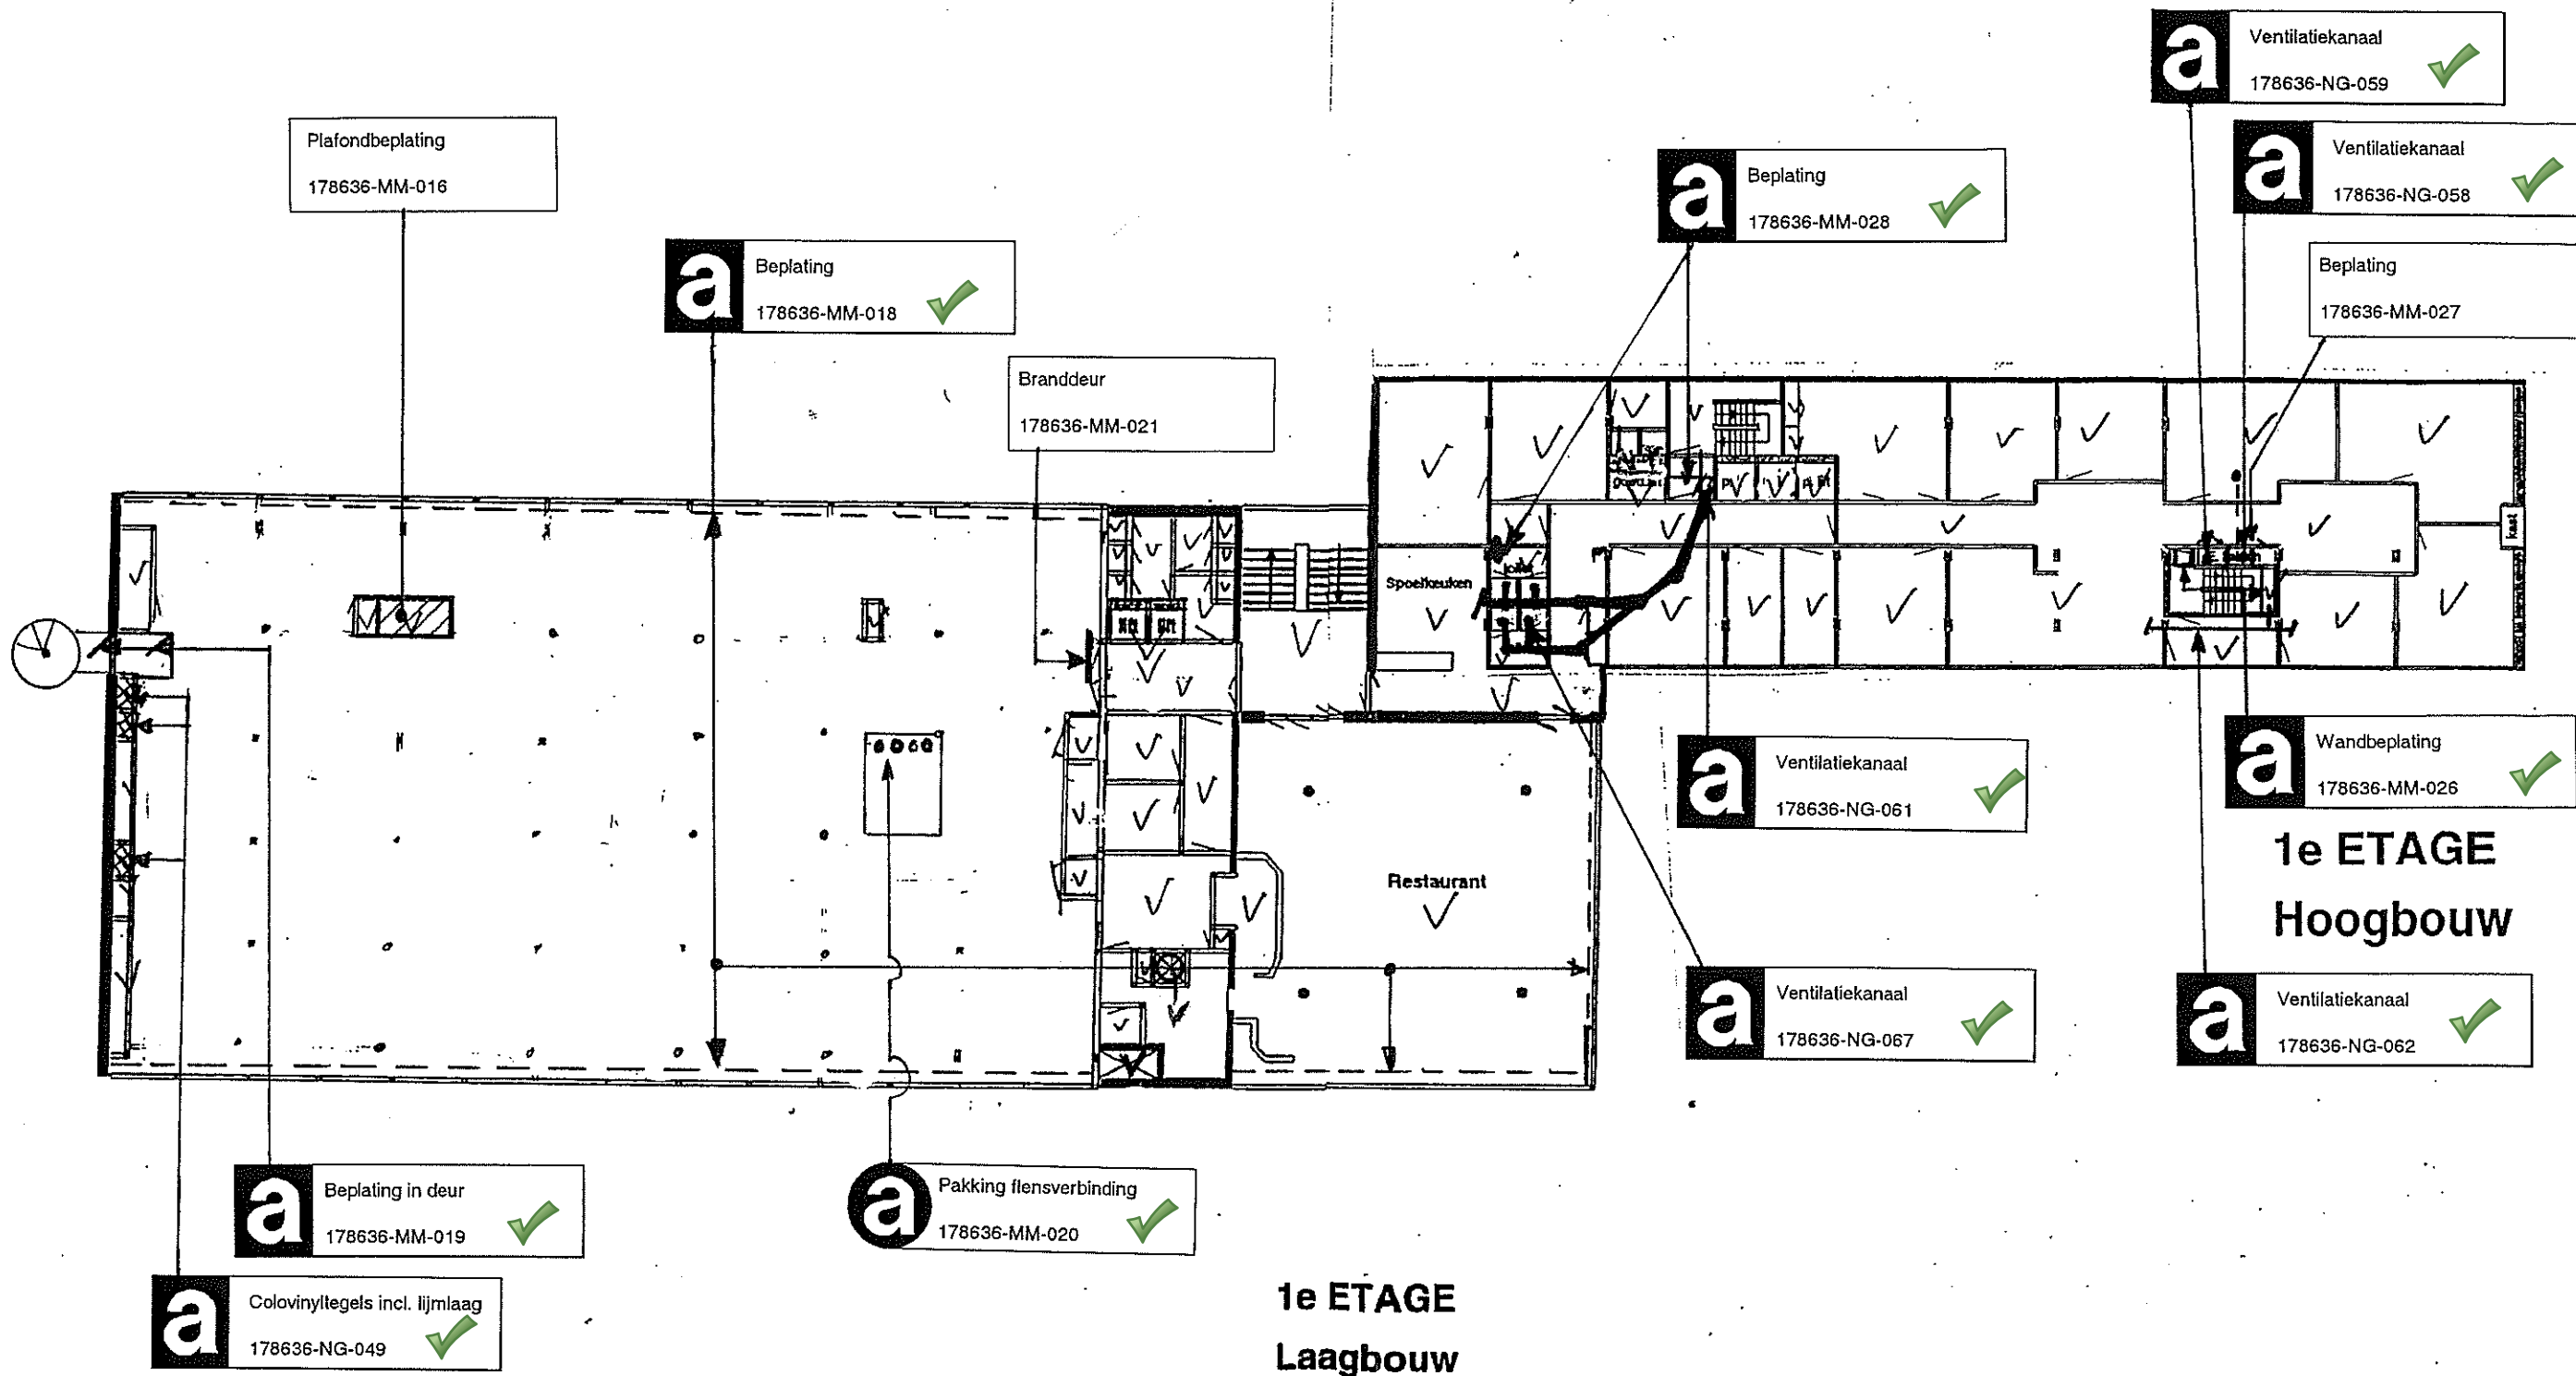 a
Ventilatiekanaal
178636-NG-059
a
Ventilatiekanaal
178636-NG-058
Plafondbeplating
178636-MM-016
a
Beplating
178636-MM-028
a
Beplating
178636-MM-018
Beplating
178636-MM-027
Branddeur
178636-MM-021
Spoelkeuken
kast
a
Ventilatiekanaal
178636-NG-061
a
Wandbeplating
178636-MM-026
1e ETAGE
Hoogbouw
Restaurant
a
Ventilatiekanaal
178636-NG-067
a
Ventilatiekanaal
178636-NG-062
a
Beplating in deur
178636-MM-019
a
Pakking flensverbinding
178636-MM-020
a
Colovinyltegels incl. lijmlaag
178636-NG-049
1e ETAGE
Laagbouw